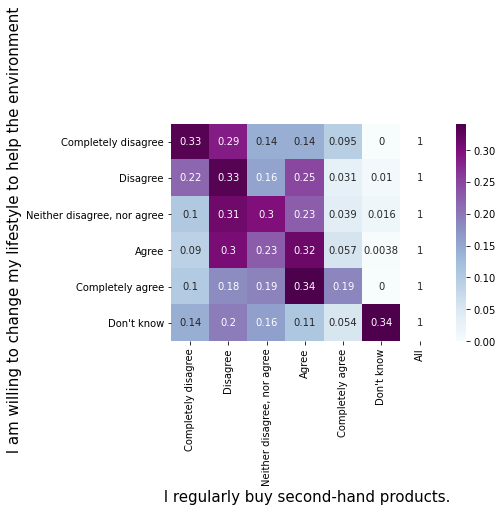 I am willing to change my lifestyle to help the environment
Completely disagree 0.33 0.29 0.14 0.14 0.095 0 1
Disagree 0.22 0.33 0.16 0.25 0.031 0.01 1
Neither disagree, nor agree 0.1 0.31 0.3 0.23 0.039 0.016 1
Agree 0.09 0.3 0.23 0.32 0.057 0.0038 1
Completely agree 0.1 0.18 0.19 0.34 0.19 0 1
Don't know 0.14 0.2 0.16 0.11 0.054 0.34 1
Completely disagree
Disagree
Neither disagree, nor agree
Agree
Completely agree
Don't know
All
I regularly buy second-hand products.
0.30
0.25
0.20
0.15
0.10
0.05
0.00